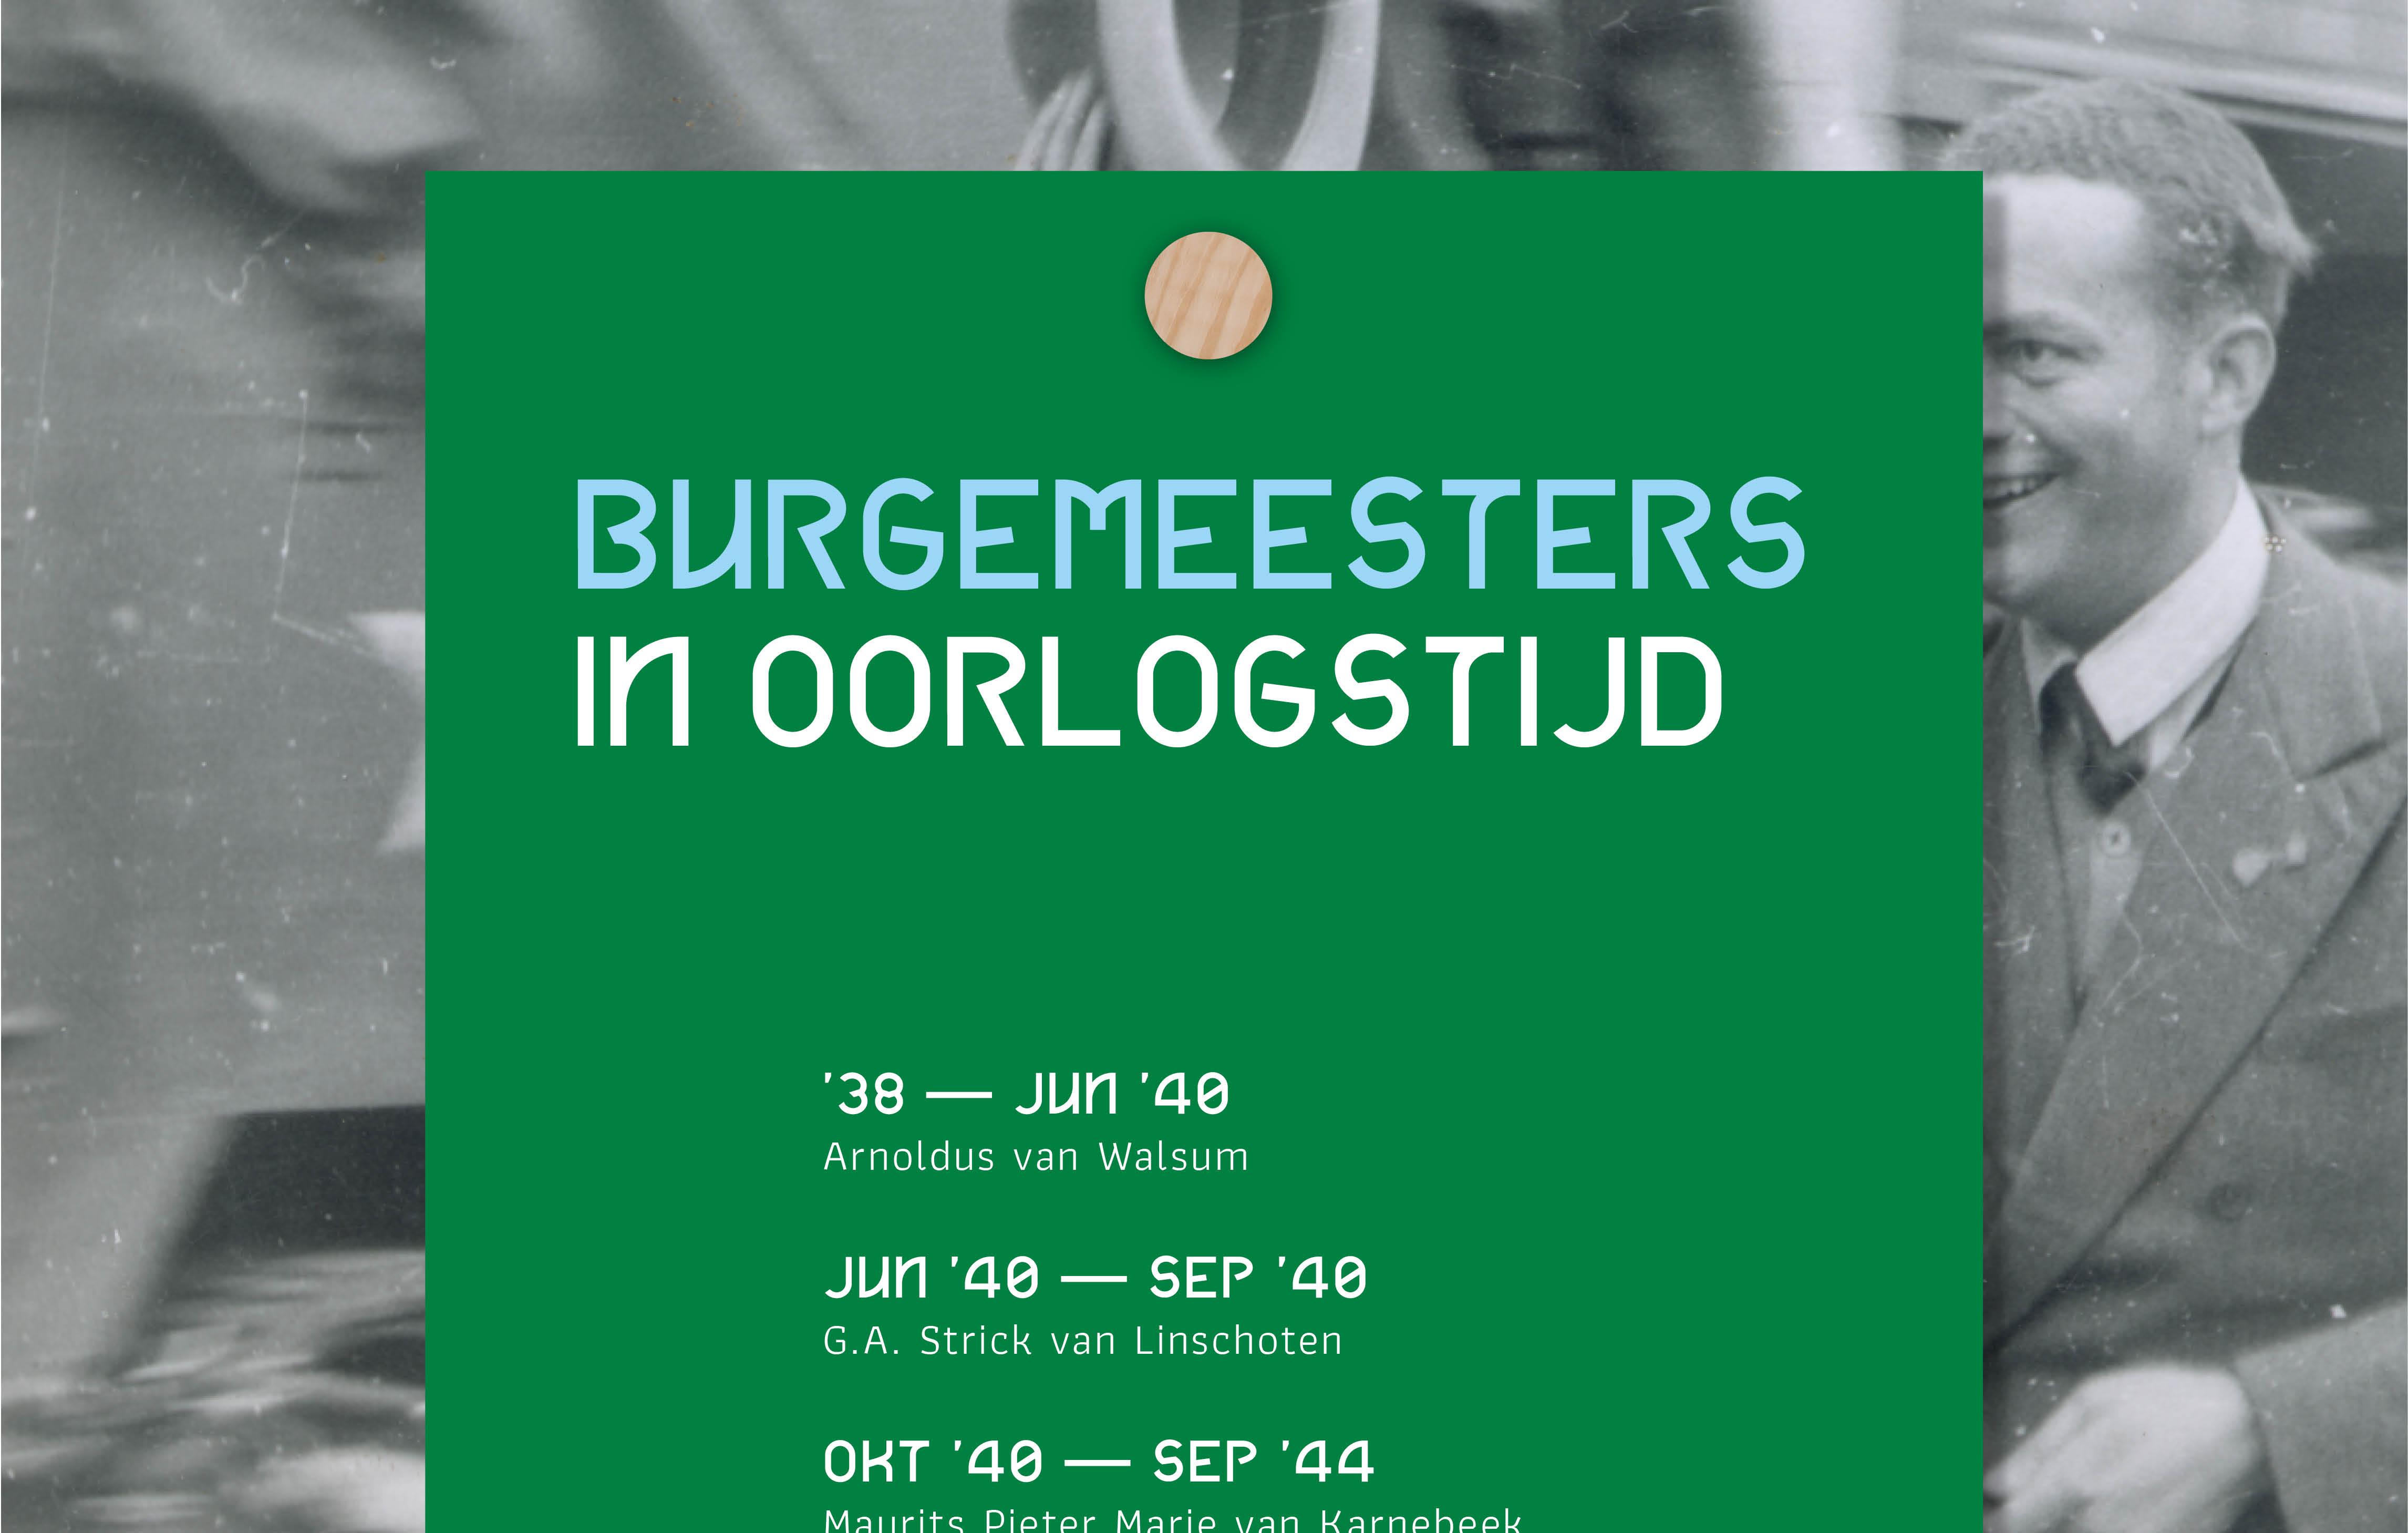 BURGEMEESTERS
IN OORLOGSTIJD
'38 — JUN '40
Arnoldus van Walsum
JUN '40 — SEP '40
G.A. Strick van Linschoten
OKT '40 — SEP '44
Maurits Pieter Marie van Karnebeek